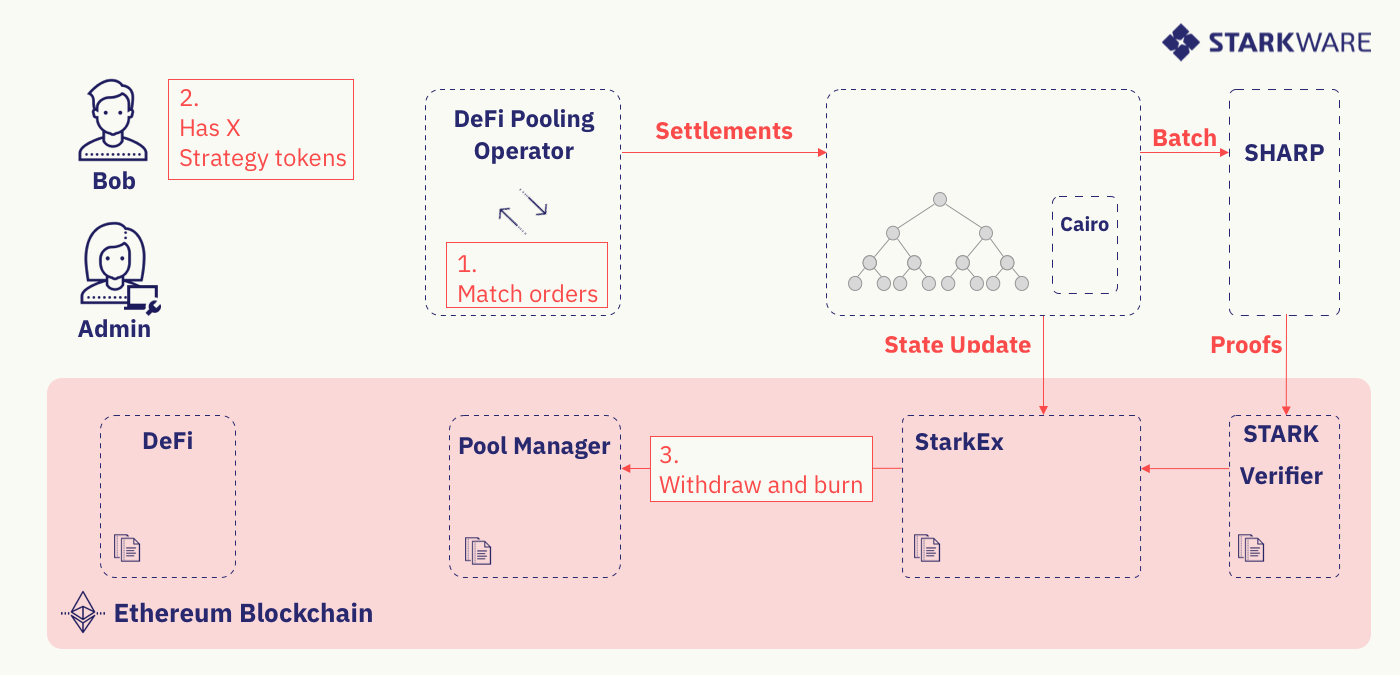 STARKWARE
2.
Has X
Strategy tokens
Bob
Admin
DeFi Pooling
Operator
1.
Match orders
Settlements
Cairo
Batch
SHARP
State Update
Proofs
DeFi
Pool Manager
3.
Withdraw and burn
StarkEx
STARK
Verifier
Ethereum Blockchain